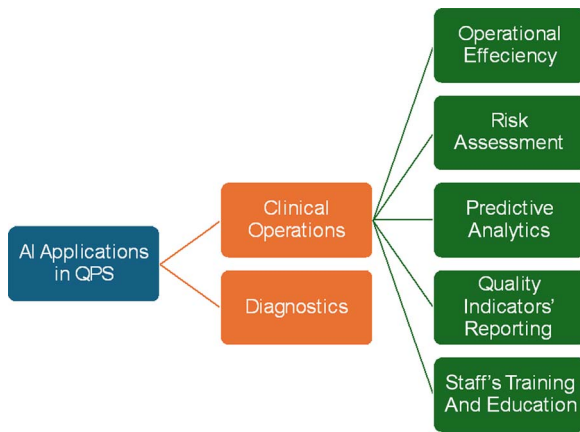 AI Applications
in QPS
Clinical
Operations
Diagnostics
Operational
Effeciency
Risk
Assessment
Predictive
Analytics
Quality
Indicators'
Reporting
Staff's Training
And Education